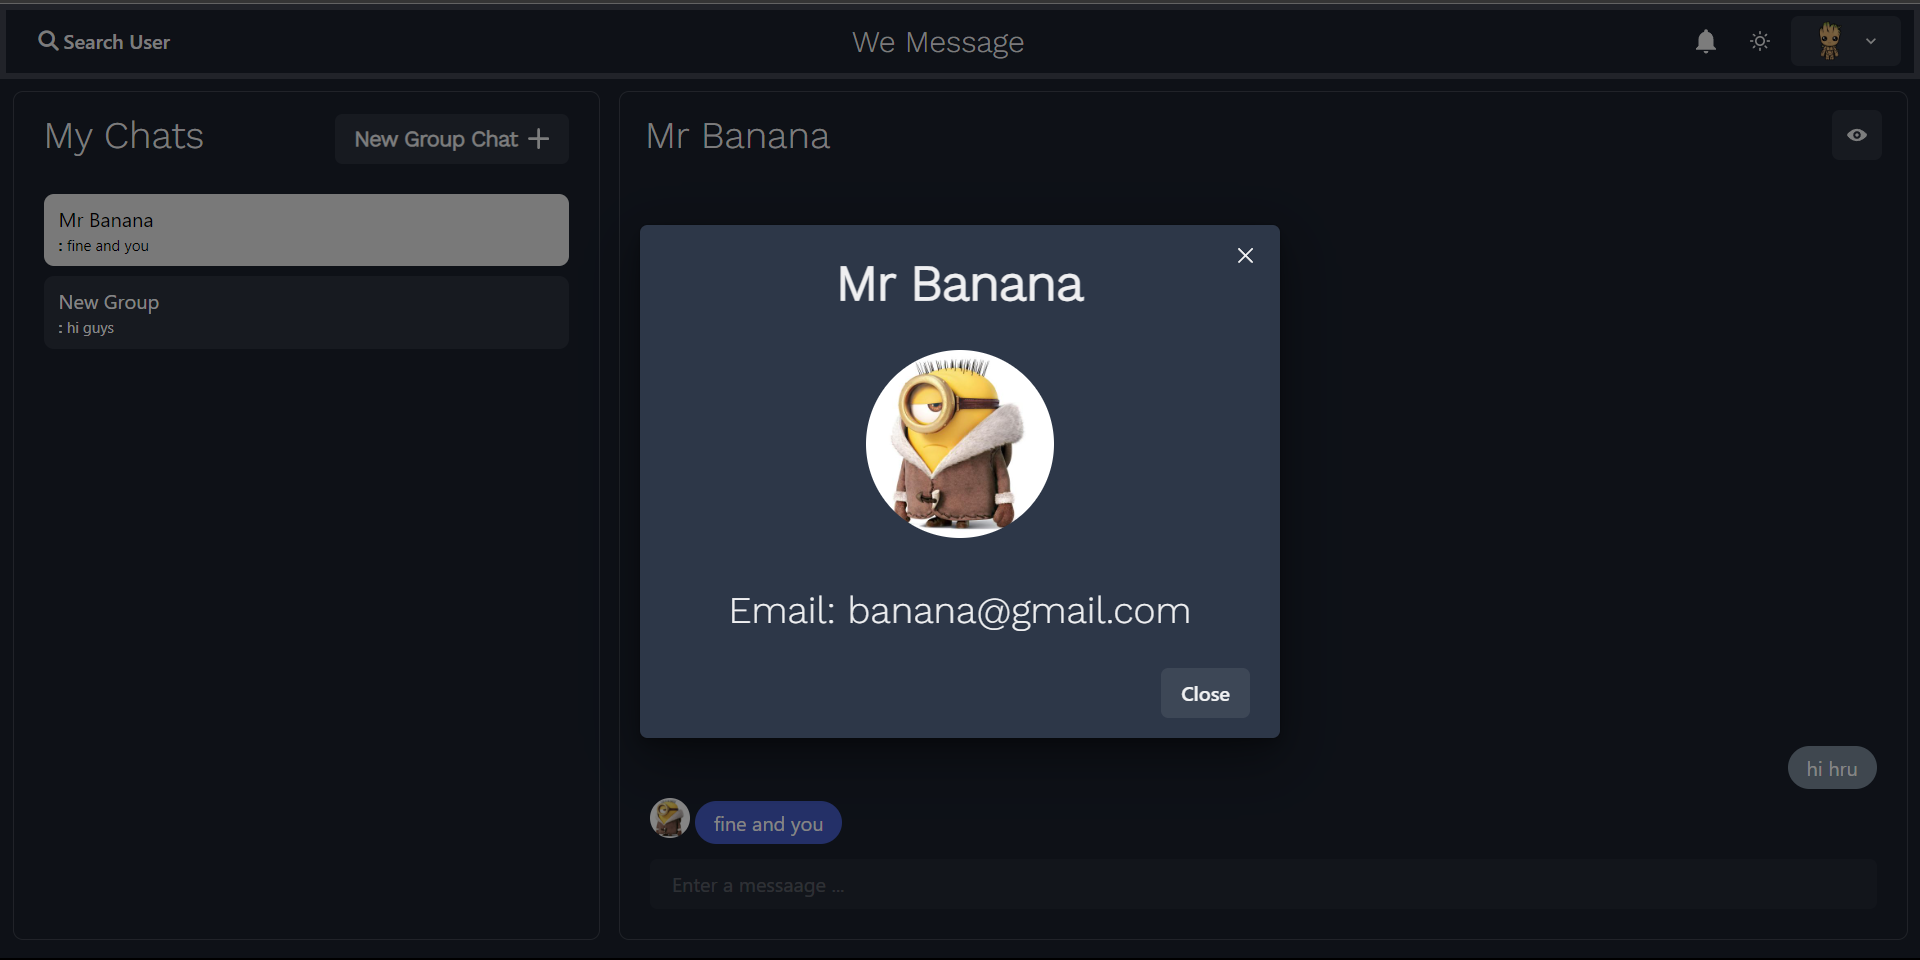 Search User
We Message
My Chats
New Group Chat
Mr Banana
: fine and you
New Group
: hi guys
Mr Banana
Mr Banana
Email: banana@gmail.com
Close
hi hru
fine and you
Enter a messaage ...